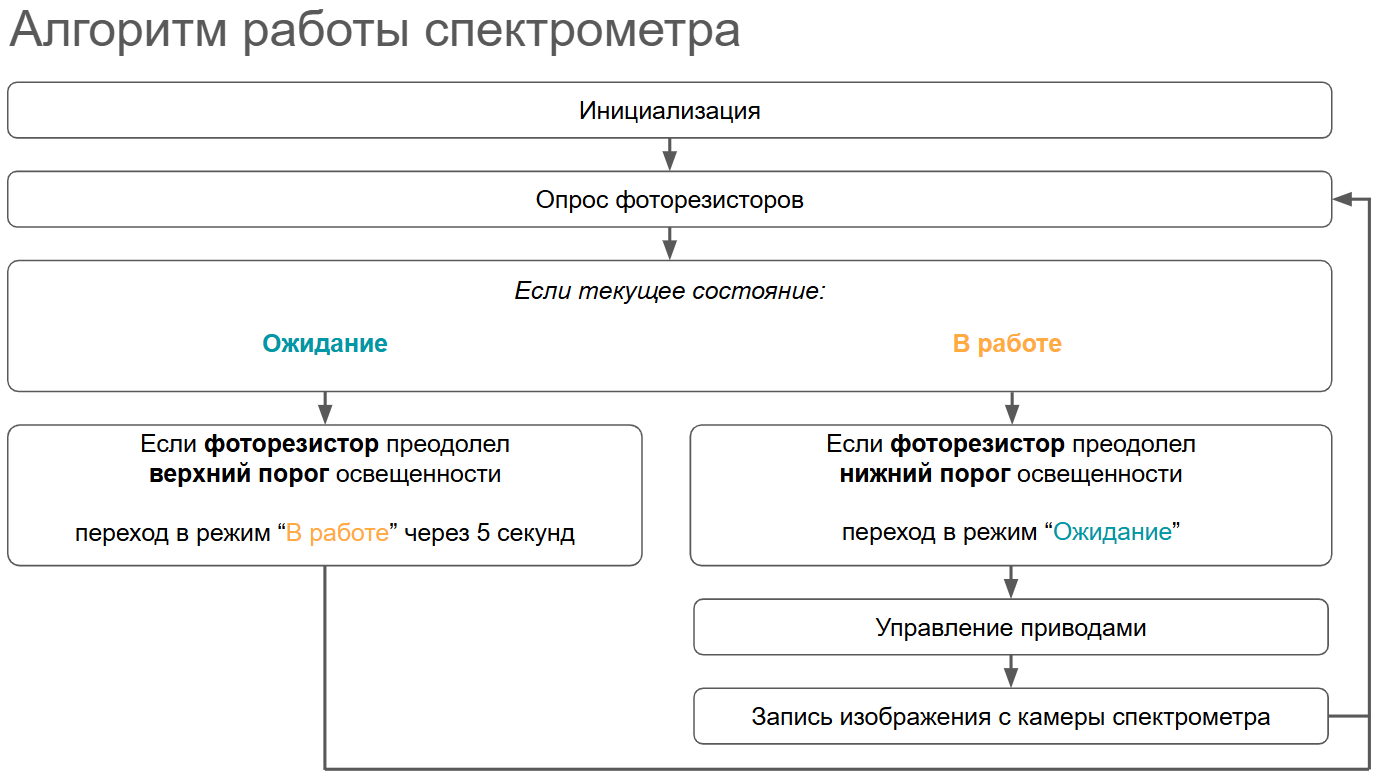 Алгоритм работы спектрометра
Инициализация
Опрос фоторезисторов
Если текущее состояние:
Ожидание
В работе
Если фоторезистор преодолел
верхний порог освещенности
переход в режим “В работе” через 5 секунд
Если фоторезистор преодолел
нижний порог освещенности
переход в режим “Ожидание”
Управление приводами
Запись изображения с камеры спектрометра